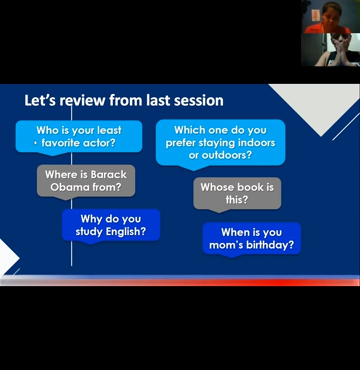 Let's review from last session
Who is your least
• favorite actor?
Which one do you
prefer staying indoors
or outdoors?
Where is Barack
Obama from?
Whose book is
this?
Why do you
study English?
When is you
mom's birthday?